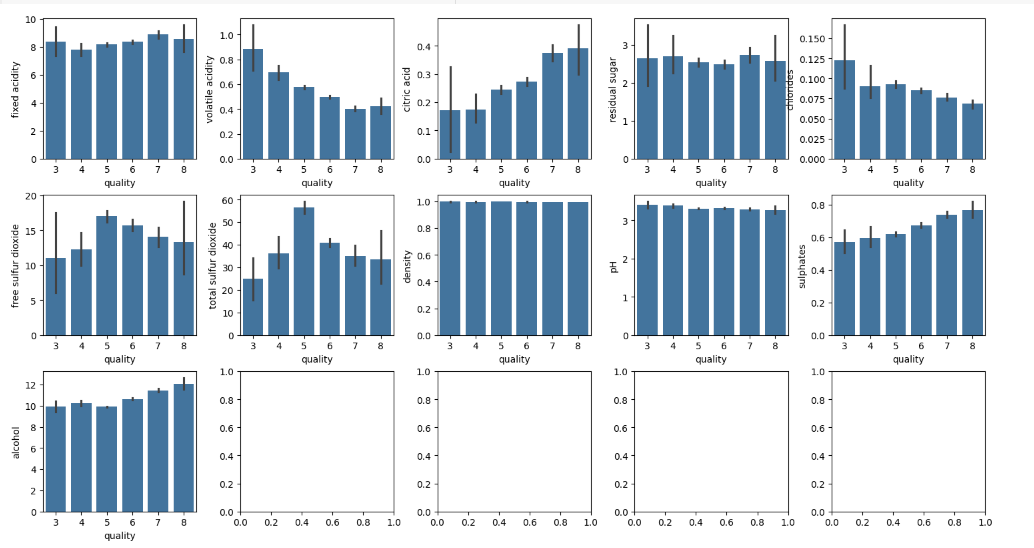 fixed acidity
10
8
6
4
2
0
3 4 5 6 7 8
quality
volatile acidity
1.0
0.8
0.6
0.4
0.2
0.0
3 4 5 6 7 8
quality
citric acid
0.4
0.3
0.2
0.1
0.0
3 4 5 6 7 8
quality
residual sugar
3
2
1
0
3 4 5 6 7 8
quality
chlorides
0.150
0.125
0.100
0.075
0.050
0.025
0.000
3 4 5 6 7 8
quality
free sulfur dioxide
20
15
10
5
0
3 4 5 6 7 8
quality
total sulfur dioxide
60
50
40
30
20
10
0
3 4 5 6 7 8
quality
density
1.0
0.8
0.6
0.4
0.2
0.0
3 4 5 6 7 8
quality
pH
3
2
1
0
3 4 5 6 7 8
quality
sulphates
0.8
0.6
0.4
0.2
0.0
3 4 5 6 7 8
quality
alcohol
12
10
8
6
4
2
0
3 4 5 6 7 8
quality
1.0
0.8
0.6
0.4
0.2
0.0
0.0 0.2 0.4 0.6 0.8 1.0
1.0
0.8
0.6
0.4
0.2
0.0
0.0 0.2 0.4 0.6 0.8 1.0
1.0
0.8
0.6
0.4
0.2
0.0
0.0 0.2 0.4 0.6 0.8 1.0
1.0
0.8
0.6
0.4
0.2
0.0
0.0 0.2 0.4 0.6 0.8 1.0